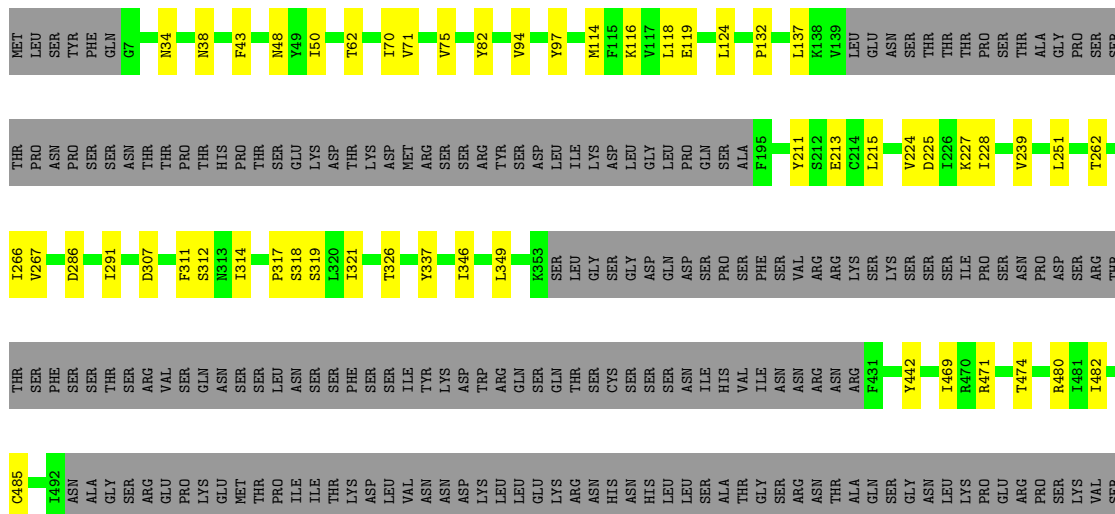 MET LEU SER TYR PHE GLN G7 N34 N38 F43 N48 Y49 I50 T62 I70 V71 V75 Y82 V94 Y97 M114 F115 K116 V117 L118 E119 L124 P132 L137 K138 V139 LEU GLU ASN SER THR THR THR PRO SER THR ALA GLY PRO SER SER
THR PRO ASN PRO SER SER ASN THR THR PRO THR HIS PRO THR SER GLU LYS ASP THR LYS ASP MET ARG SER SER ARG TYR SER ASP LEU ILE LYS ASP LEU GLY LEU PRO GLN SER ALA F195 Y211 S212 E213 C214 L215 V224 D225 I226 K227 I228 V239 L251 T262
I266 V267 D286 I291 D307 F311 S312 N313 I314 P317 S318 S319 L320 I321 T326 Y337 I346 L349 K353 SER LEU GLY SER GLY ASP GLN ASP SER PRO SER PHE SER VAL ARG ARG LYS SER LYS SER SER SER ILE PRO SER ASN PRO ASP SER ARG THR
THR SER PHE SER SER THR SER ARG VAL SER GLN ASN SER SER LEU ASN SER SER PHE SER SER ILE TYR LYS ASP TRP ARG GLN SER GLN THR SER CYS SER SER SER ASN ILE HIS VAL ILE ASN ASN ARG ASN ARG F431 Y442 I469 R470 R471 T474 R480 I481 I482
C485 I492 ASN ALA GLY SER ARG GLU PRO LYS GLU MET THR PRO ILE ILE THR LYS ASP LEU VAL ASN ASN ASP LYS LEU LEU GLU LYS ARG ASN HIS ASN HIS LEU LEU SER ALA THR GLY SER ARG ASN THR ALA GLN SER GLY ASN LEU LYS PRO GLU ARG PRO SER LYS VAL SER